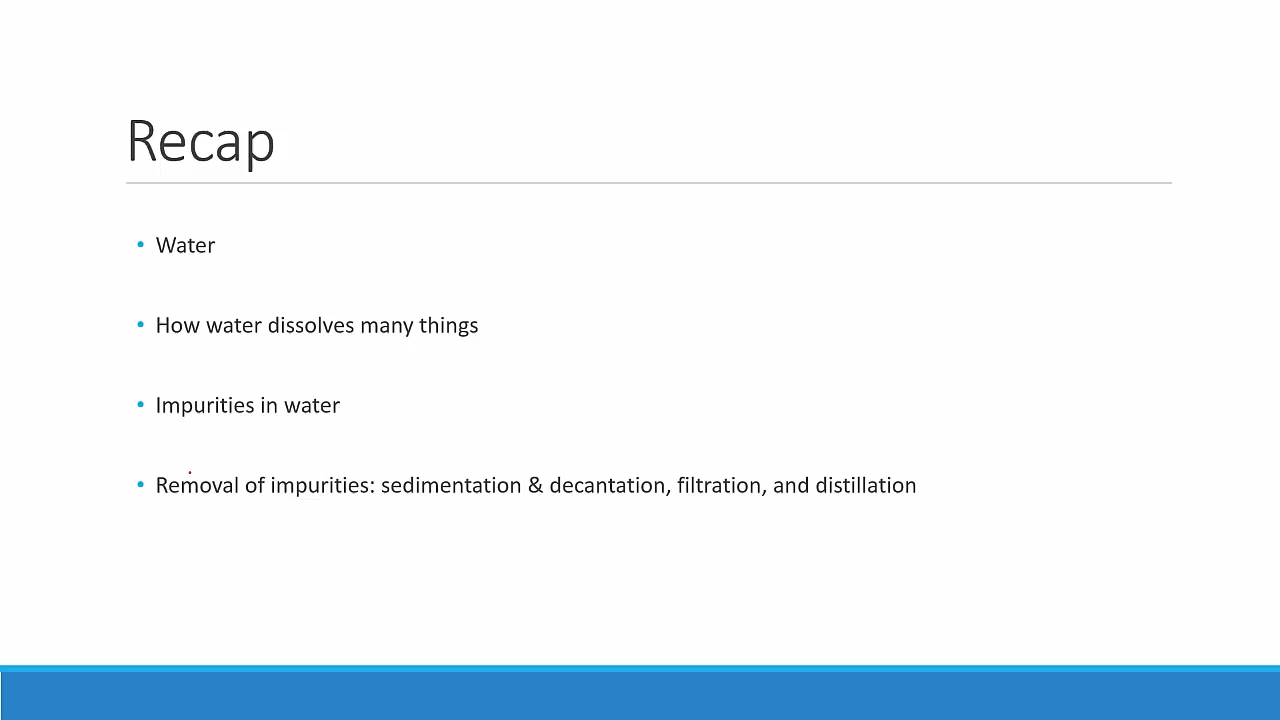 Recap
• Water
• How water dissolves many things
• Impurities in water
• Removal of impurities: sedimentation & decantation, filtration, and distillation